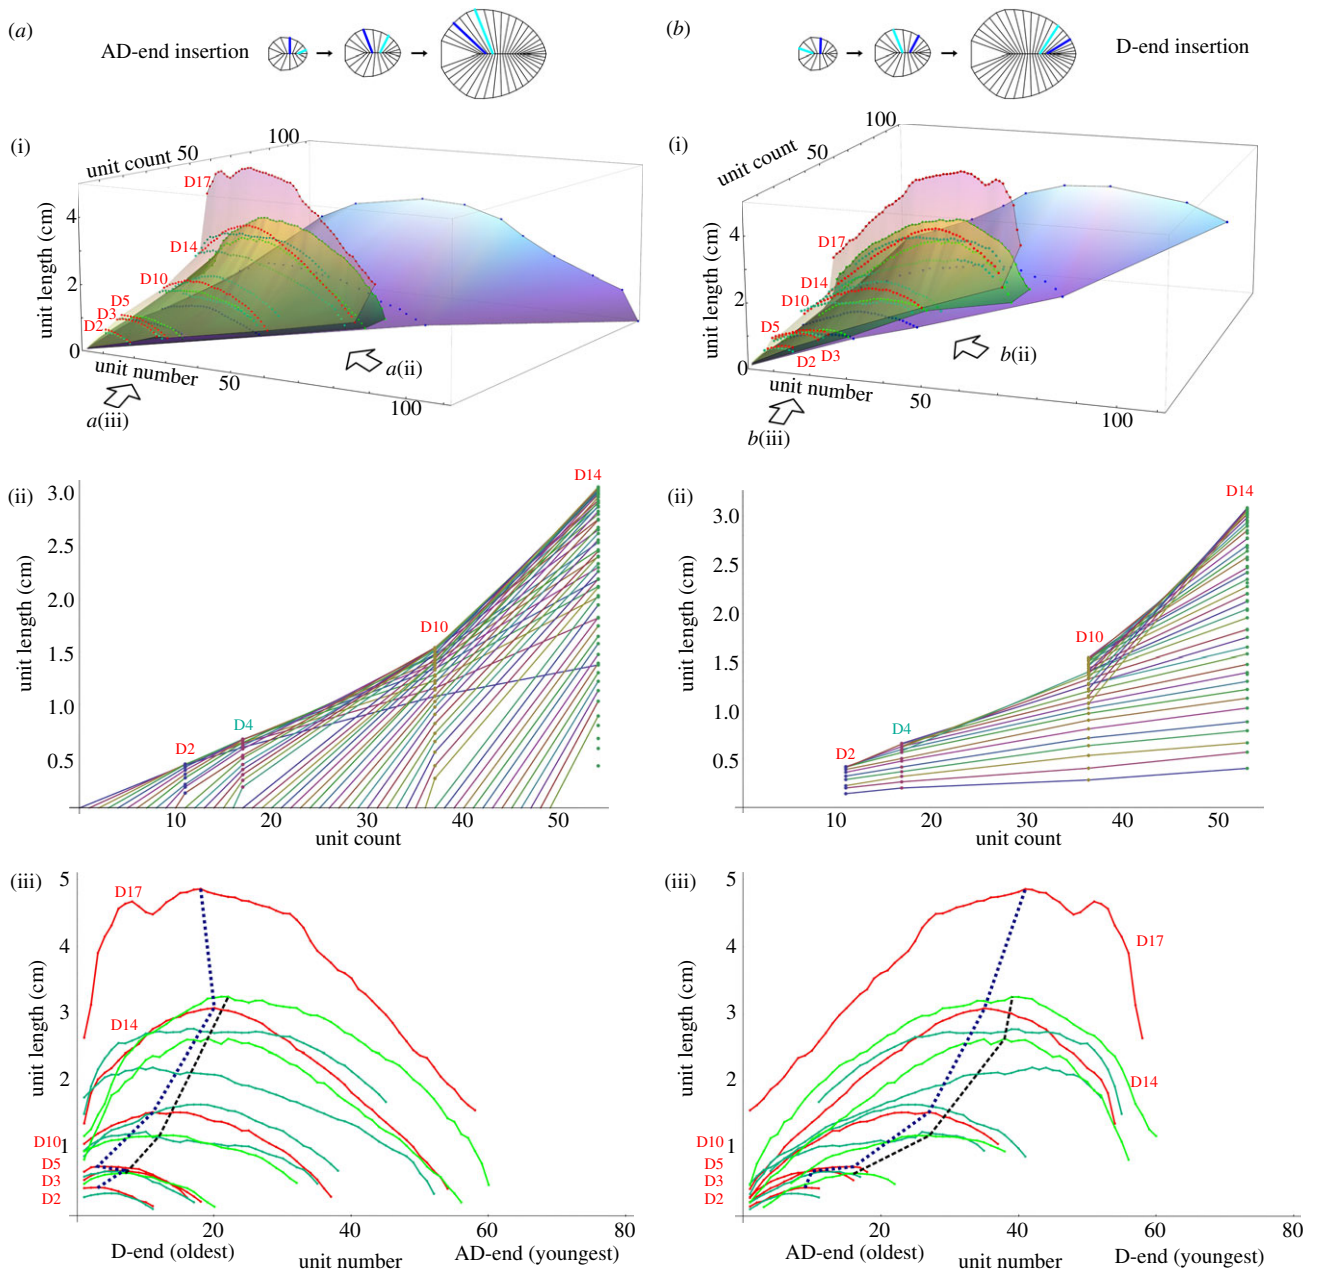 (a)
AD-end insertion
(b)
D-end insertion
(i)
unit count 50 100
D17
4
D14
D10
2
D5
D3
D2
0
unit length (cm)
unit number
50
100
a(ii)
a(iii)
(i)
100
unit count
50
D17
4
D14
D10
2
D5
D3
D2
0
unit length (cm)
unit number
50
100
b(ii)
b(iii)
(ii)
D14
3.0
2.5
2.0
D10
1.5
1.0
D4
D2
0.5
unit length (cm)
10 20 30 40 50
unit count
(ii)
D14
3.0
2.5
2.0
D10
1.5
1.0
D4
D2
0.5
unit length (cm)
10 20 30 40 50
unit count
(iii)
5
D17
4
3
D14
2
D10 1
D5
D3
D2
unit length (cm)
20 40 60 80
D-end (oldest) unit number AD-end (youngest)
(iii)
5
D17
4
3
2
D14
D10 1
D5
D3
D2
unit length (cm)
20 40 60 80
AD-end (oldest) unit number D-end (youngest)